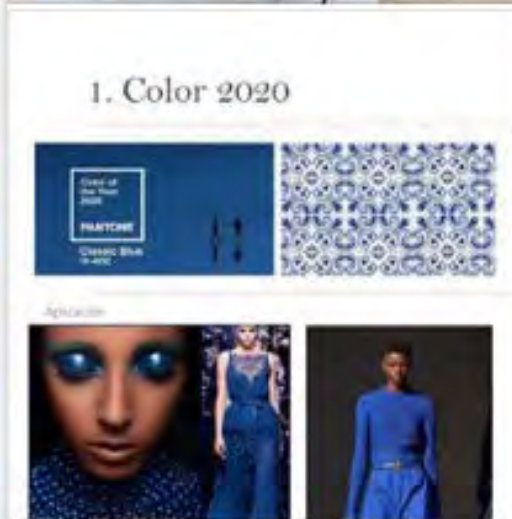 1. Color 2020
Color of
the Year
2020
PANTONE
Classic Blue
19-4052
Aplicación